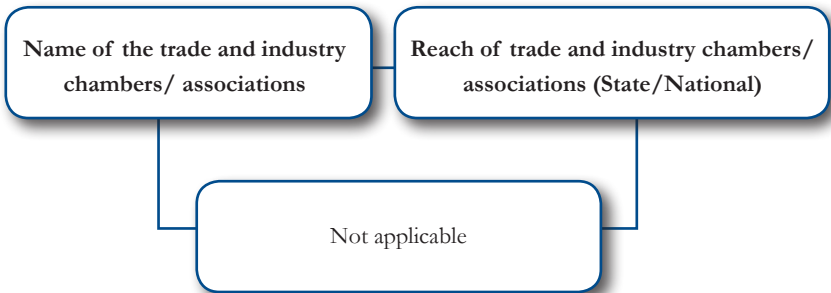 Name of the trade and industry
chambers/ associations
Reach of trade and industry chambers/
associations (State/National)
Not applicable